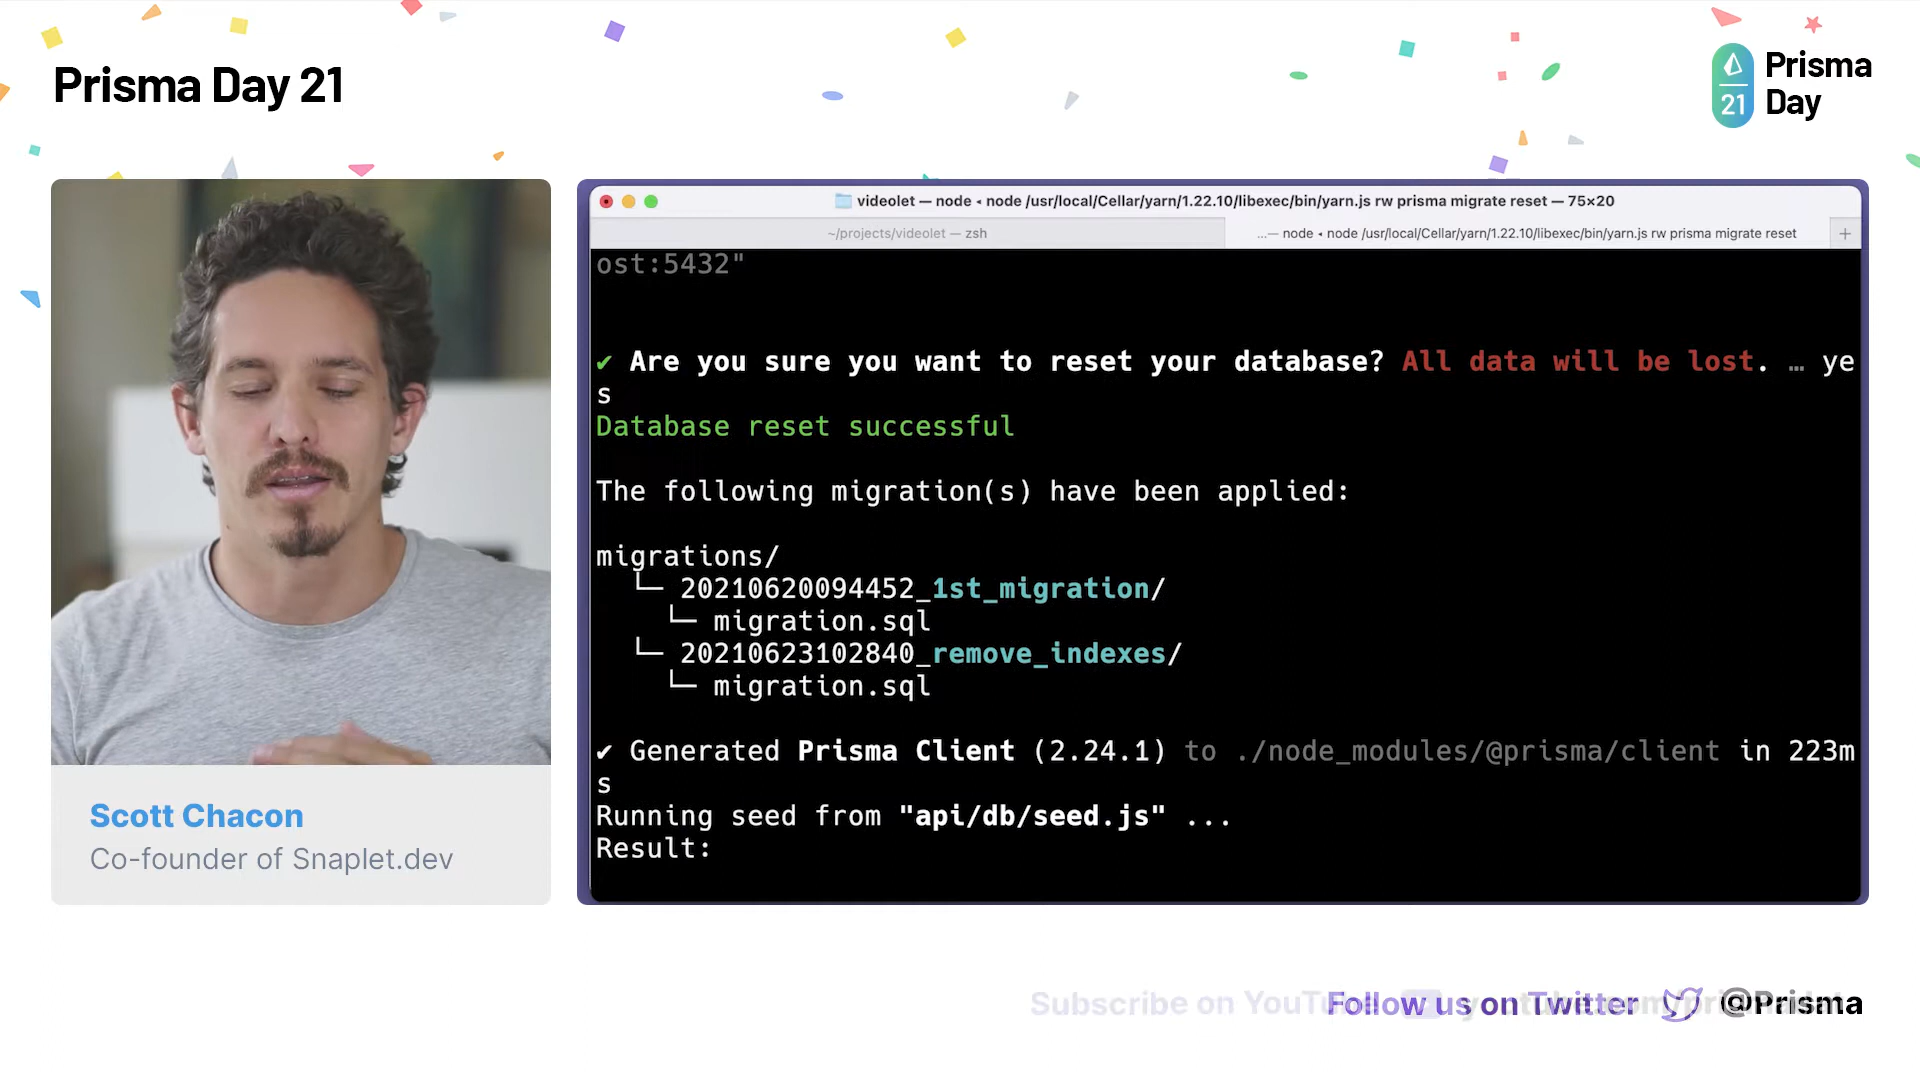 Prisma Day 21
Prisma
Day
21
videolet — node ◂ node /usr/local/Cellar/yarn/1.22.10/libexec/bin/yarn.js rw prisma migrate reset — 75×20
~/projects/videolet — zsh
...— node ◂ node /usr/local/Cellar/yarn/1.22.10/libexec/bin/yarn.js rw prisma migrate reset
ost:5432"
✔ Are you sure you want to reset your database? All data will be lost. … ye
s
Database reset successful
The following migration(s) have been applied:
migrations/
└─ 20210620094452_1st_migration/
└─ migration.sql
└─ 20210623102840_remove_indexes/
└─ migration.sql
✔ Generated Prisma Client (2.24.1) to ./node_modules/@prisma/client in 223m
s
Running seed from "api/db/seed.js" ...
Result:
Scott Chacon
Co-founder of Snaplet.dev
Subscribe on YouTube
Follow us on Twitter @Prisma